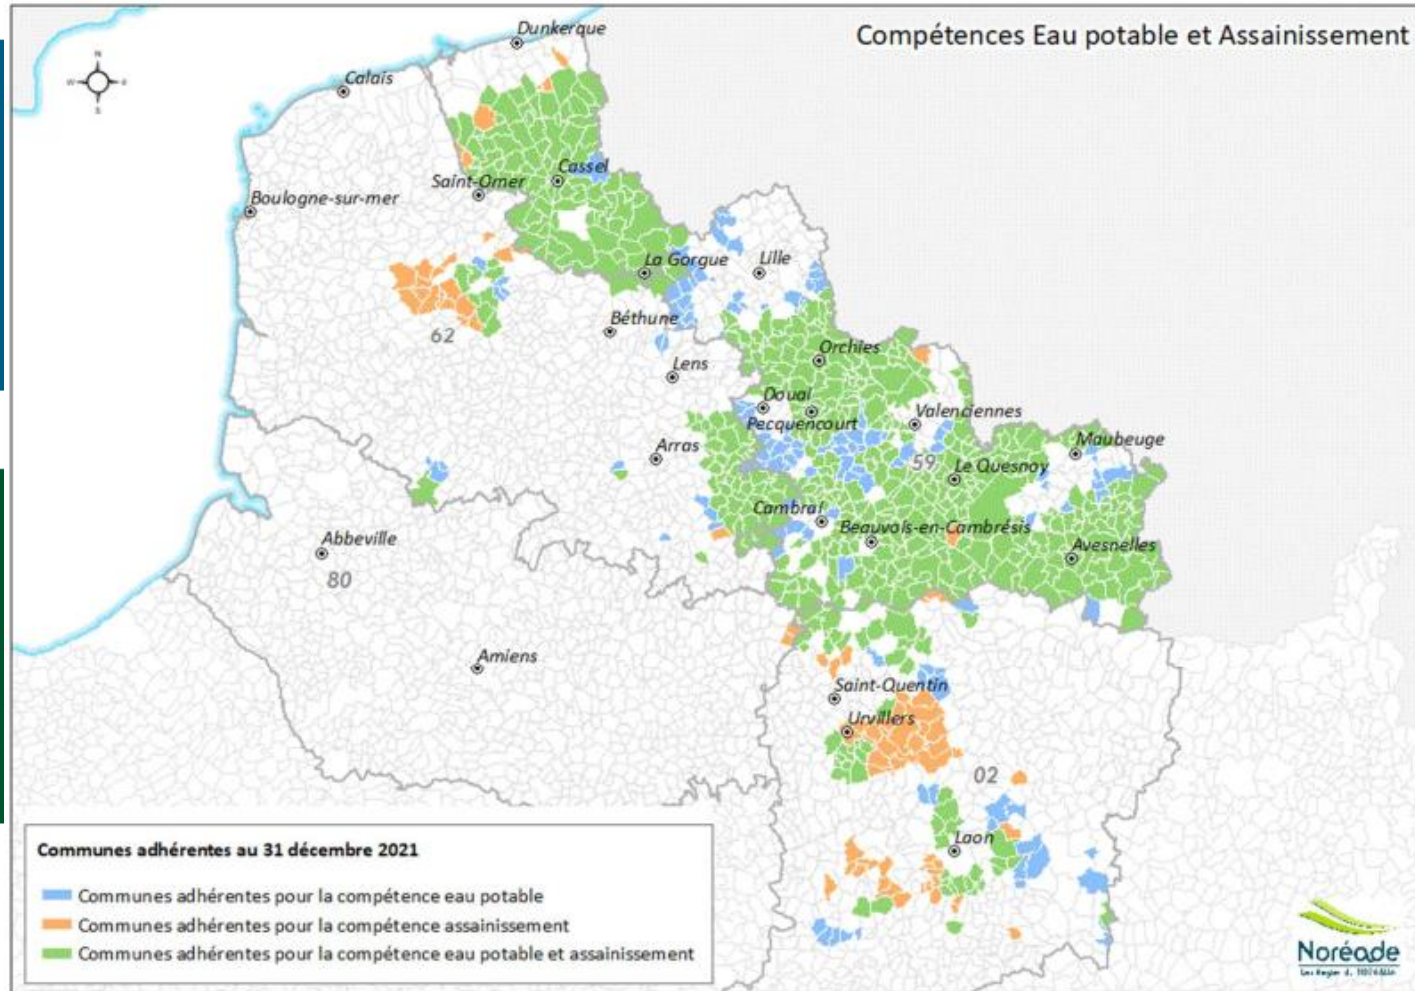 Compétences Eau potable et Assainissement
N
W
S
Dunkerque
Calais
Cassel
Saint-Omer
Boulogne-sur-mer
La Gorgue
Lille
62
Béthune
Orchies
Lens
Douai
Pecquencourt
Valenciennes
Maubeuge
Arras
59
Le Quesnoy
Cambrai
Beauvois-en-Cambrésis
Abbeville
80
Avesnelles
Amiens
Saint-Quentin
Urvillers
02
Laon
Communes adhérentes au 31 décembre 2021
Communes adhérentes pour la compétence eau potable
Communes adhérentes pour la compétence assainissement
Communes adhérentes pour la compétence eau potable et assainissement
Noréade